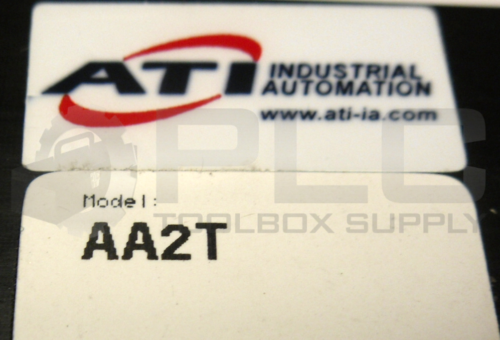 ATI INDUSTRIAL
AUTOMATION
www.ati-ia.com
PLC
TOOLBOX SUPPLY
Model:
AA2T